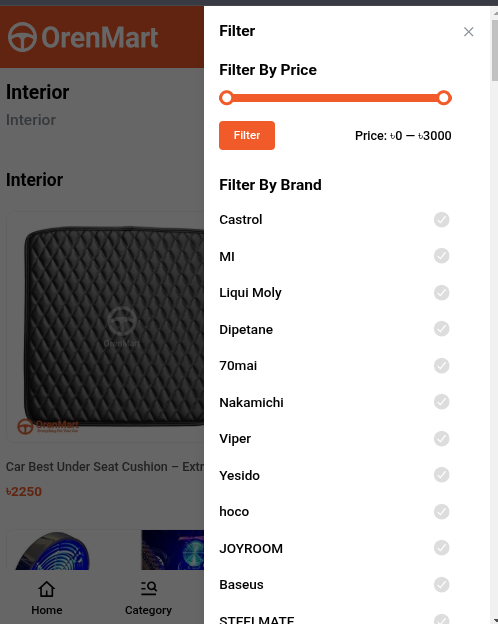 OrenMart
Interior
Interior
Interior
OrenMart
OrenMart
Car Best Under Seat Cushion – Extr
৳2250
Home
Category
Filter
Filter By Price
Filter
Price: ৳0 — ৳3000
Filter By Brand
Castrol
MI
Liqui Moly
Dipetane
70mai
Nakamichi
Viper
Yesido
hoco
JOYROOM
Baseus
STEELMATE